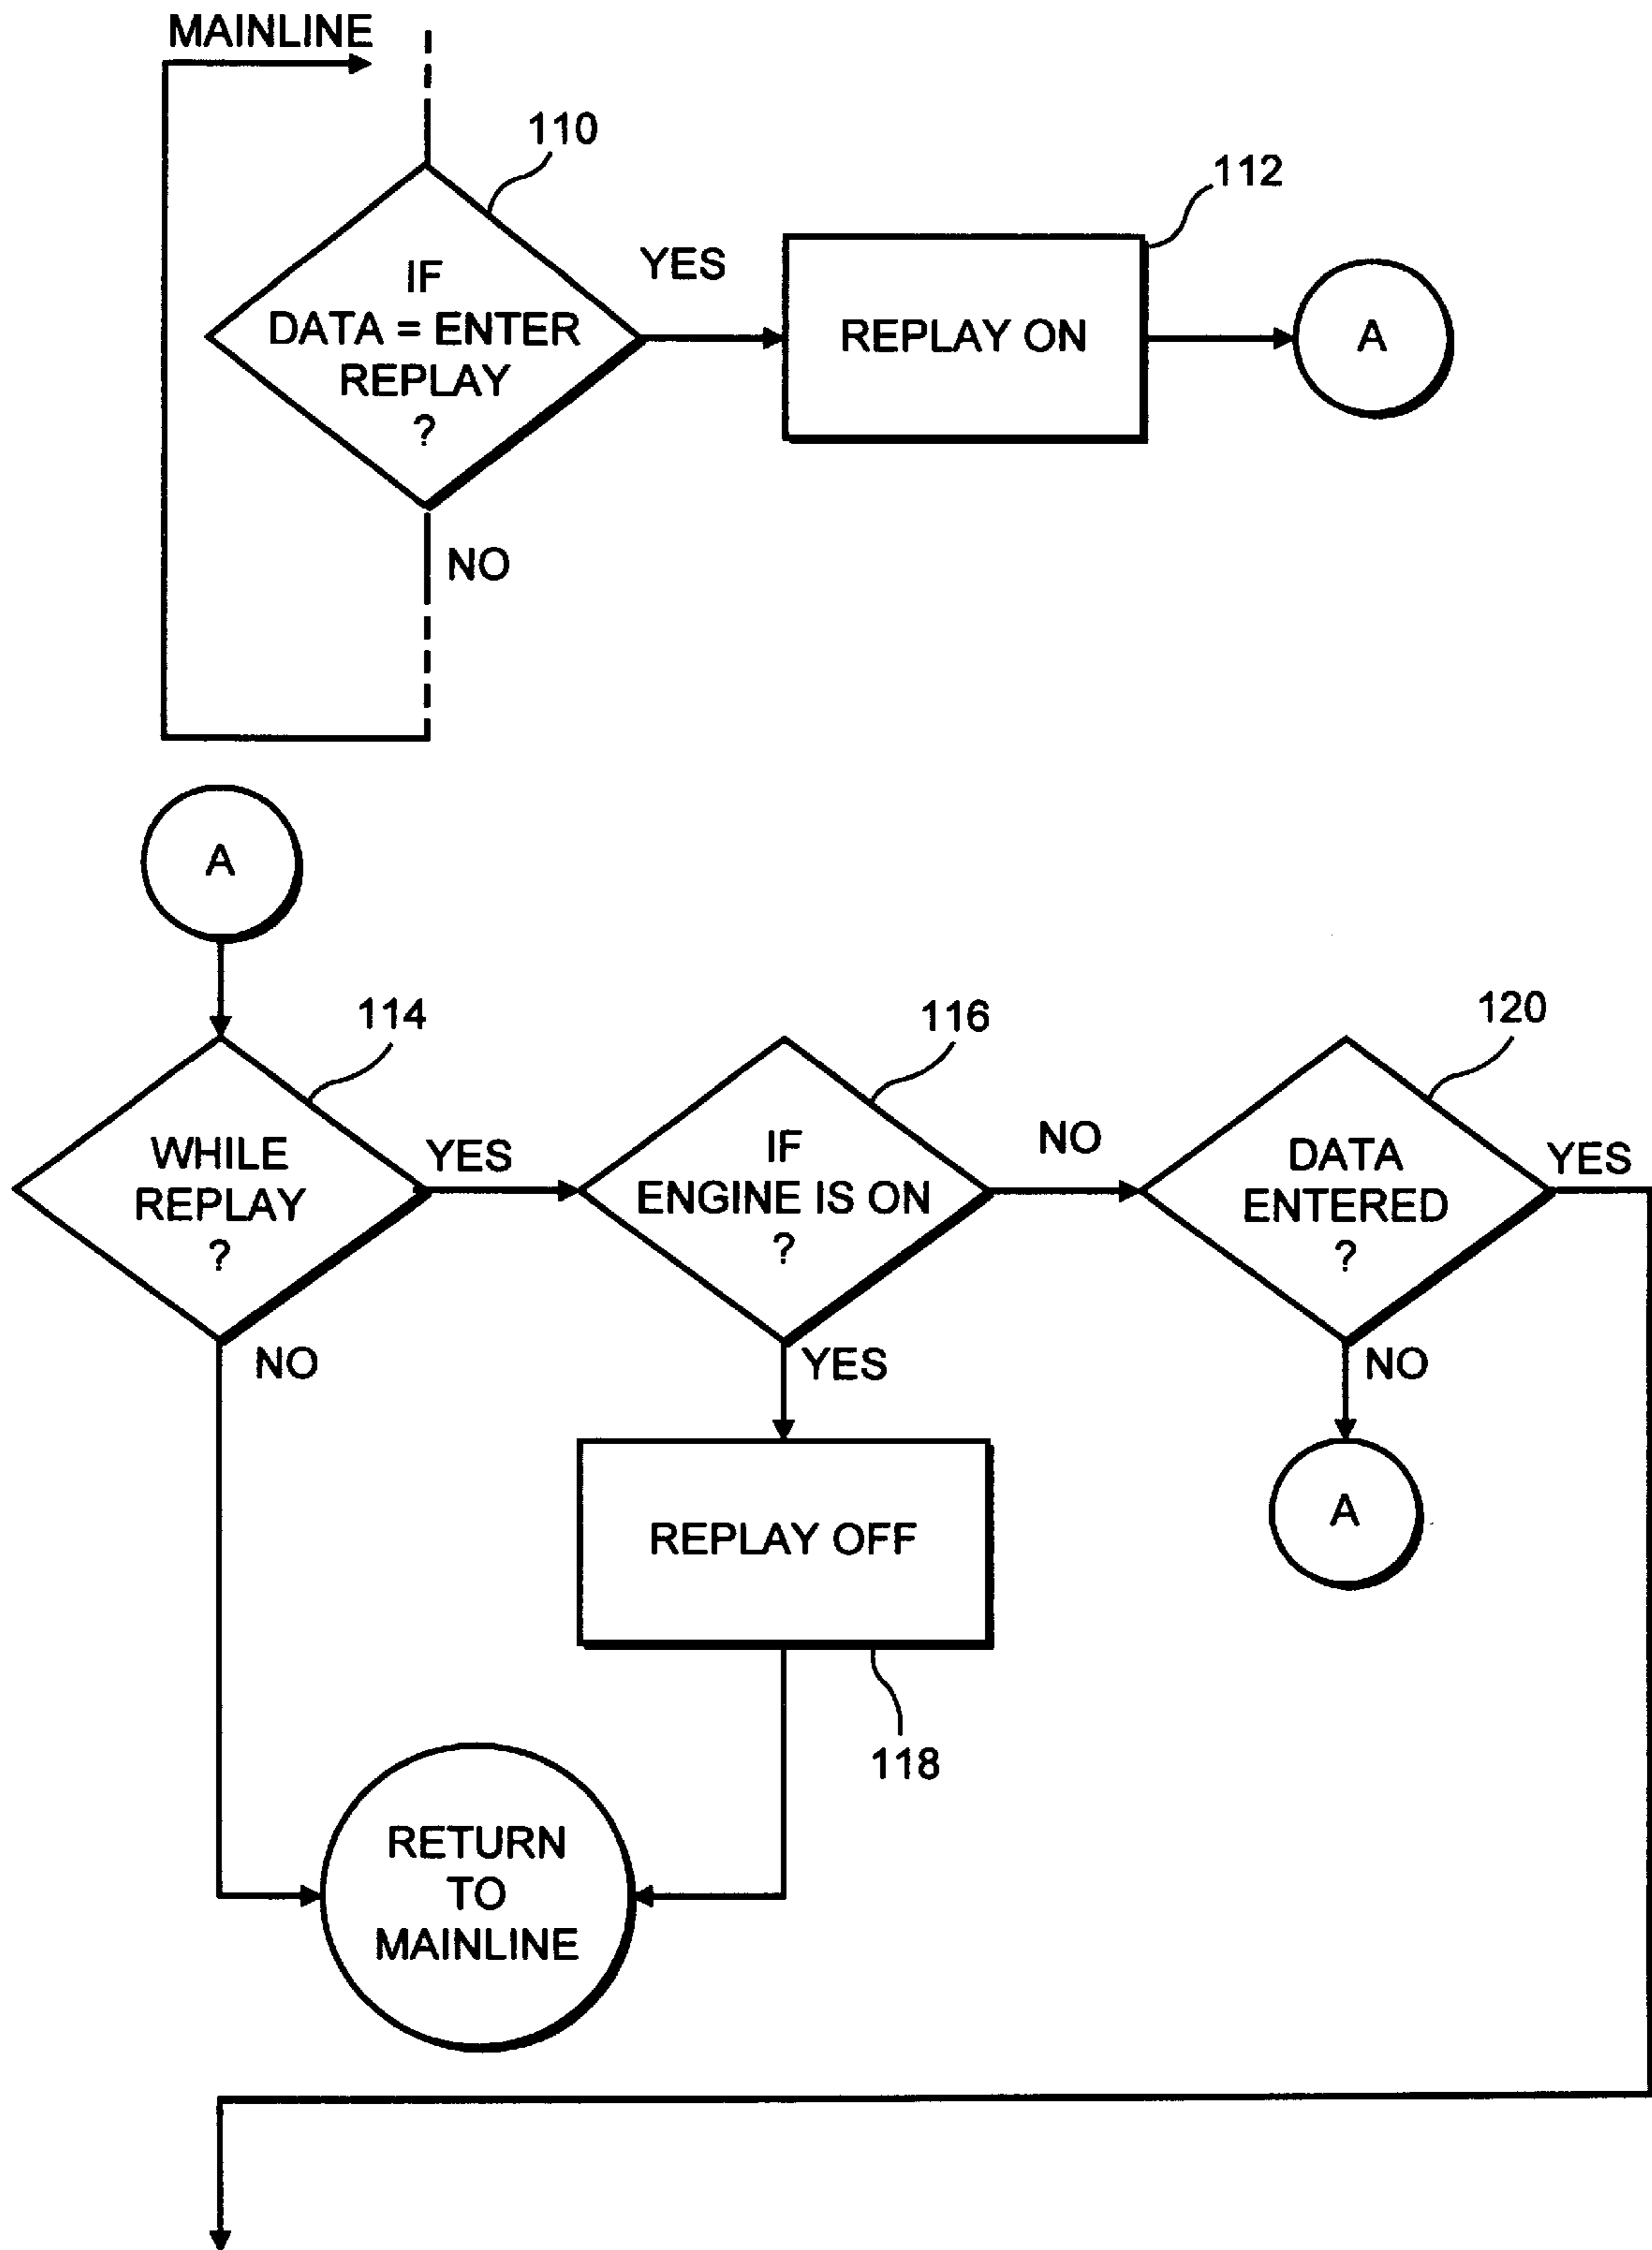 MAINLINE
110
112
IF
DATA = ENTER
REPLAY
?
YES
REPLAY ON
A
NO
A
114
116
120
WHILE
REPLAY
?
YES
IF
ENGINE IS ON
?
NO
DATA
ENTERED
?
YES
NO
YES
NO
REPLAY OFF
A
118
RETURN
TO
MAINLINE